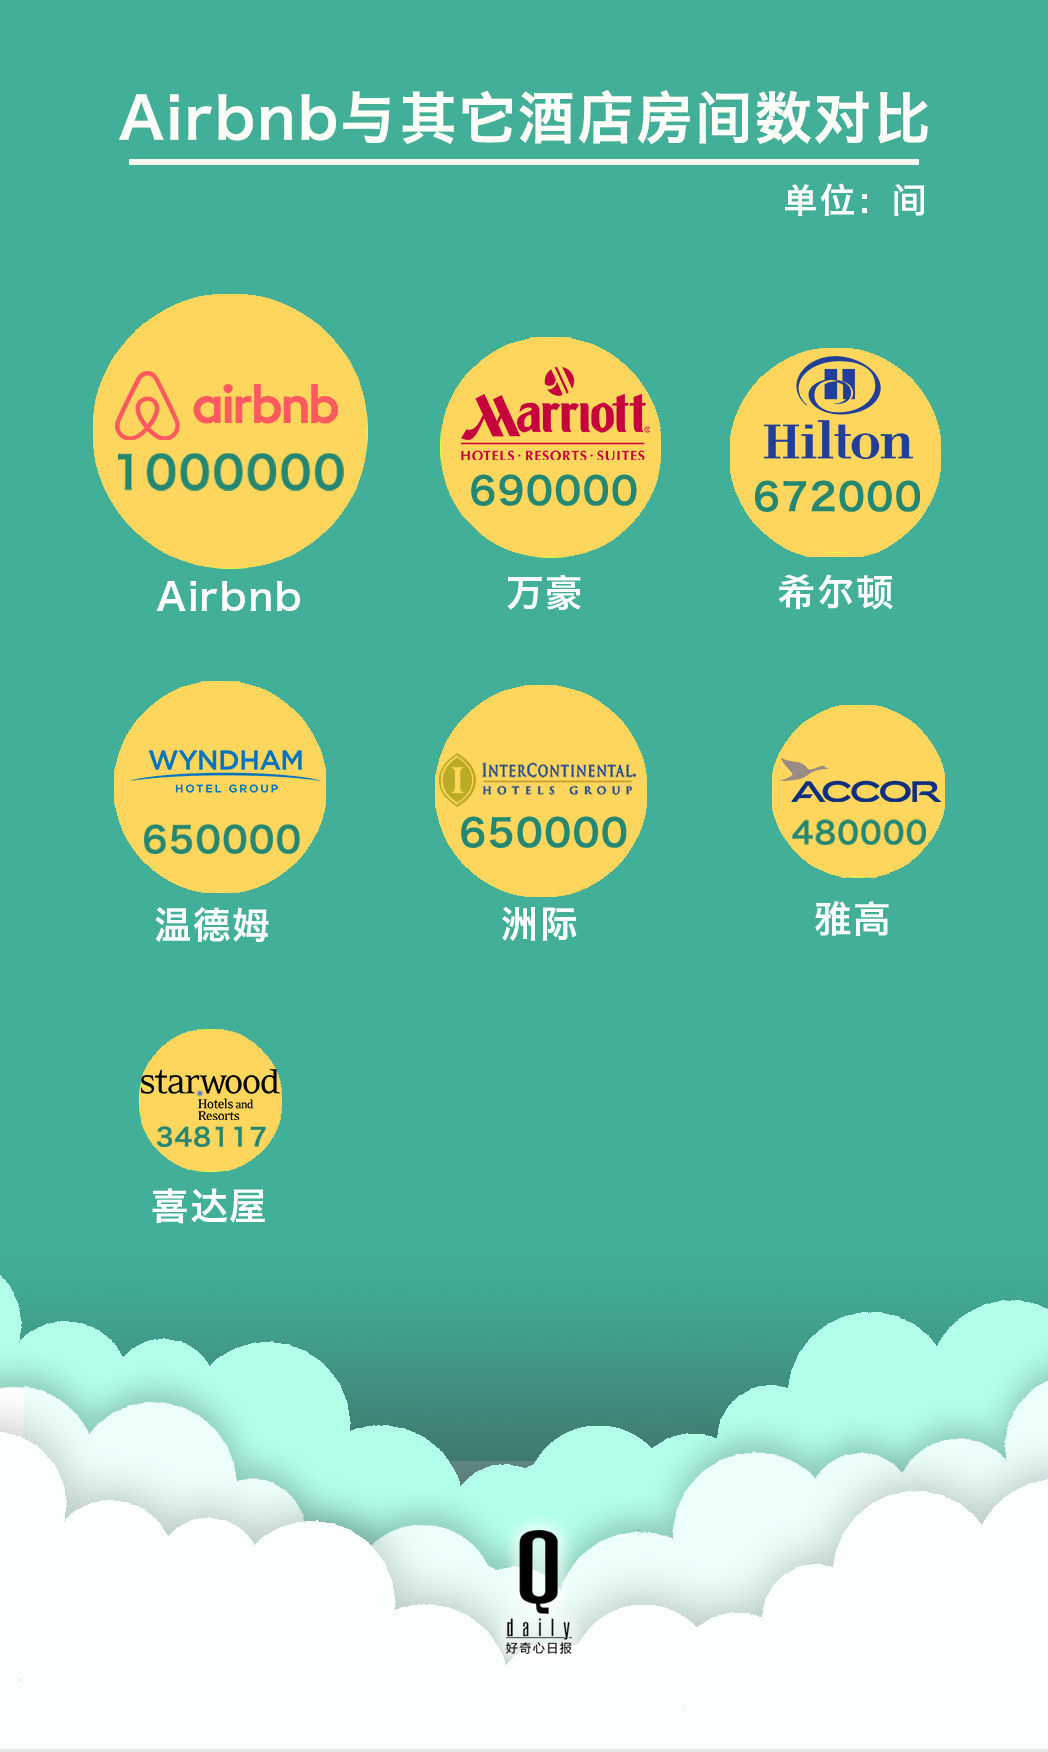 Airbnb与其它酒店房间数对比
单位：间
airbnb
1000000
Airbnb
Marriott
HOTELS·RESORTS·SUITES
690000
万豪
Hilton
672000
希尔顿
WYNDHAM
HOTEL GROUP
650000
温德姆
INTERCONTINENTAL.
HOTELS GROUP
650000
洲际
ACCOR
480000
雅高
starwood
Hotels and
Resorts
348117
喜达屋
Q
daily
好奇心日报